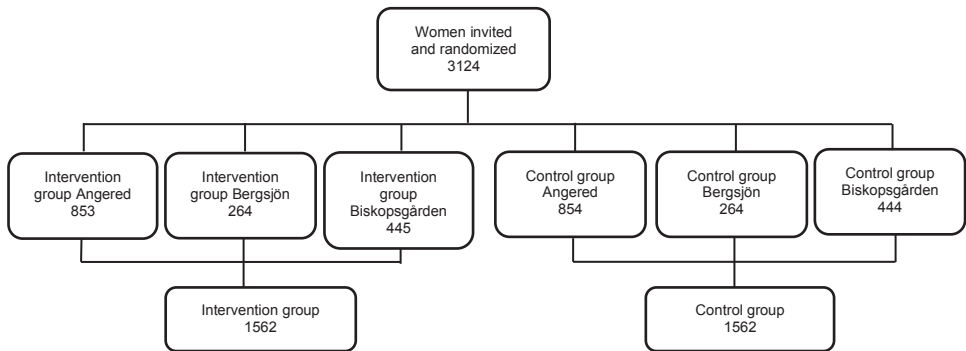 Women invited
and randomized
3124
Intervention
group Angered
853
Intervention
group Bergsjön
264
Intervention
group
Biskopsgården
445
Control group
Angered
854
Control group
Bergsjön
264
Control group
Biskopsgården
444
Intervention group
1562
Control group
1562